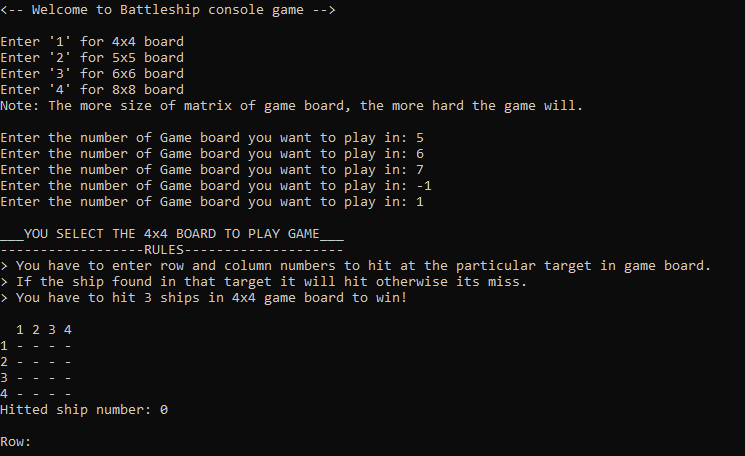 <-- Welcome to Battleship console game -->
Enter '1' for 4x4 board
Enter '2' for 5x5 board
Enter '3' for 6x6 board
Enter '4' for 8x8 board
Note: The more size of matrix of game board, the more hard the game will.
Enter the number of Game board you want to play in: 5
Enter the number of Game board you want to play in: 6
Enter the number of Game board you want to play in: 7
Enter the number of Game board you want to play in: -1
Enter the number of Game board you want to play in: 1
___YOU SELECT THE 4x4 BOARD TO PLAY GAME___
------------------RULES--------------------
> You have to enter row and column numbers to hit at the particular target in game board.
> If the ship found in that target it will hit otherwise its miss.
> You have to hit 3 ships in 4x4 game board to win!
  1 2 3 4
1 - - - -
2 - - - -
3 - - - -
4 - - - -
Hitted ship number: 0
Row: